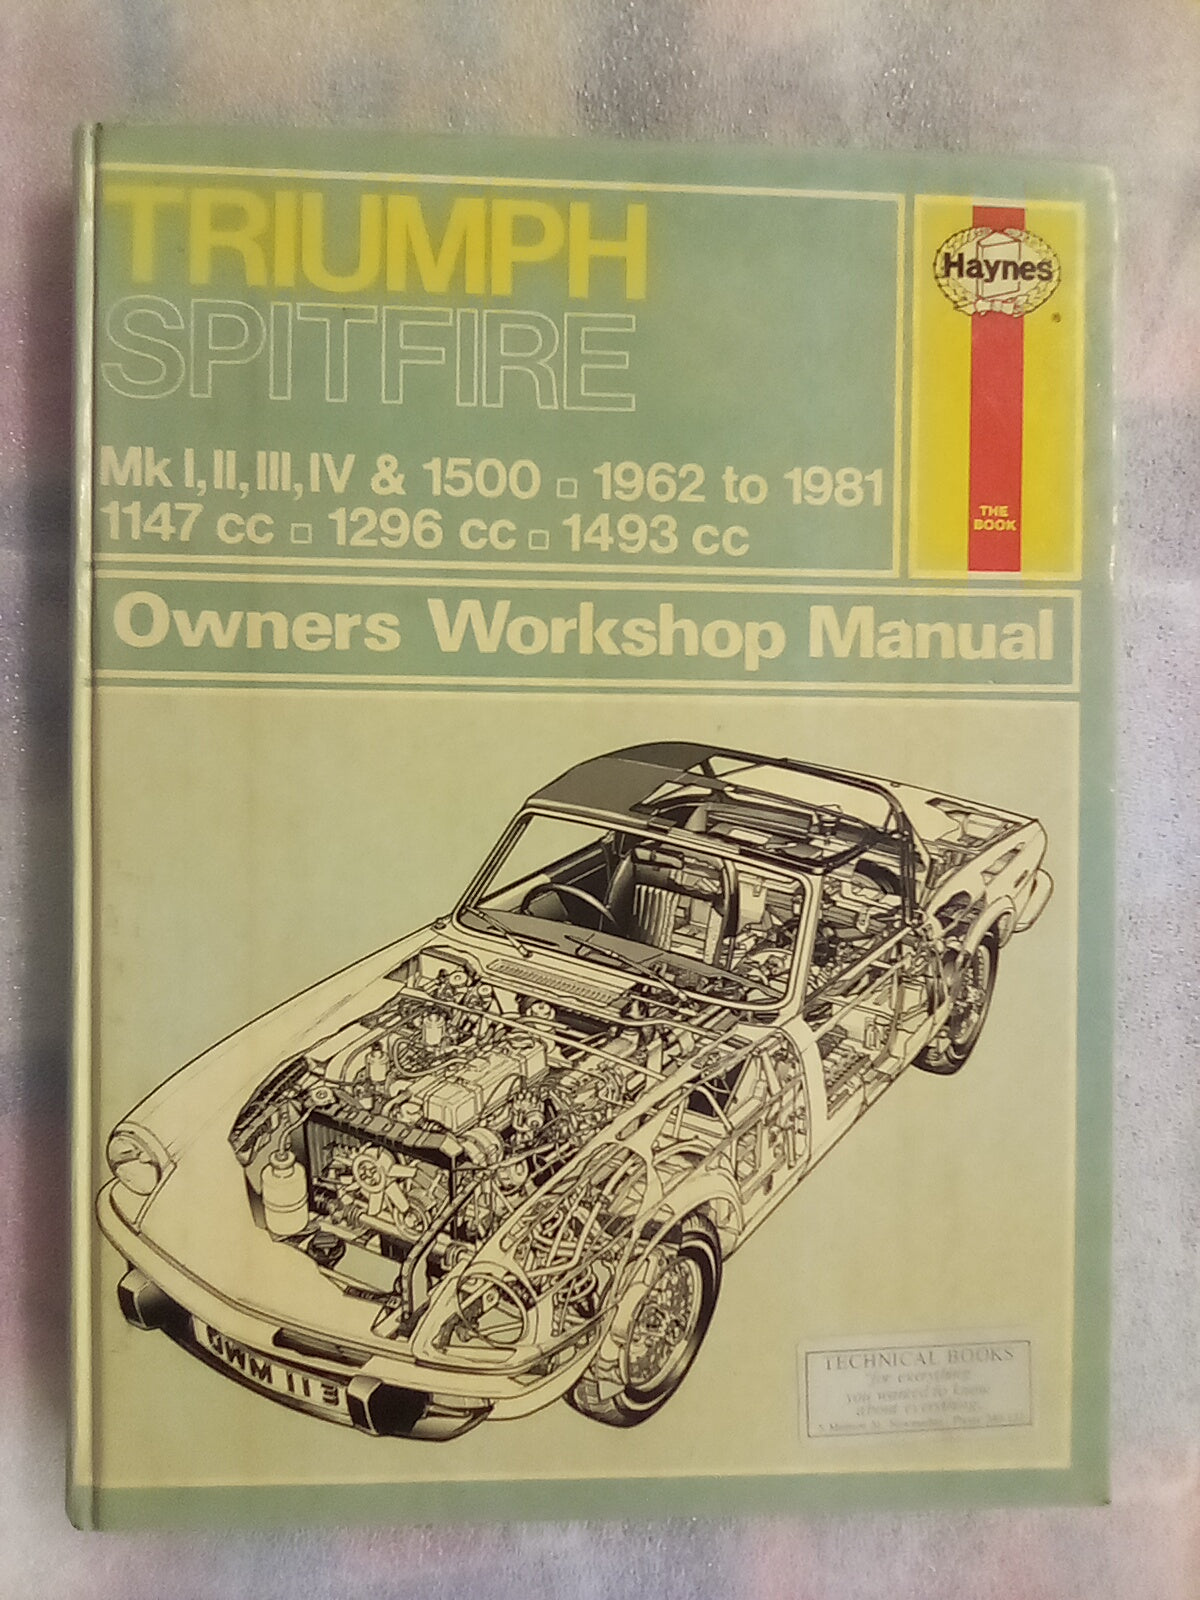 TRIUMPH
SPITFIRE
Mk I, II, III, IV & 1500 ▫ 1962 to 1981
1147 cc ▫ 1296 cc ▫ 1493 cc
Haynes
®
THE
BOOK
Owners Workshop Manual
TECHNICAL BOOKS
"for everything
you wanted to know
about everything.